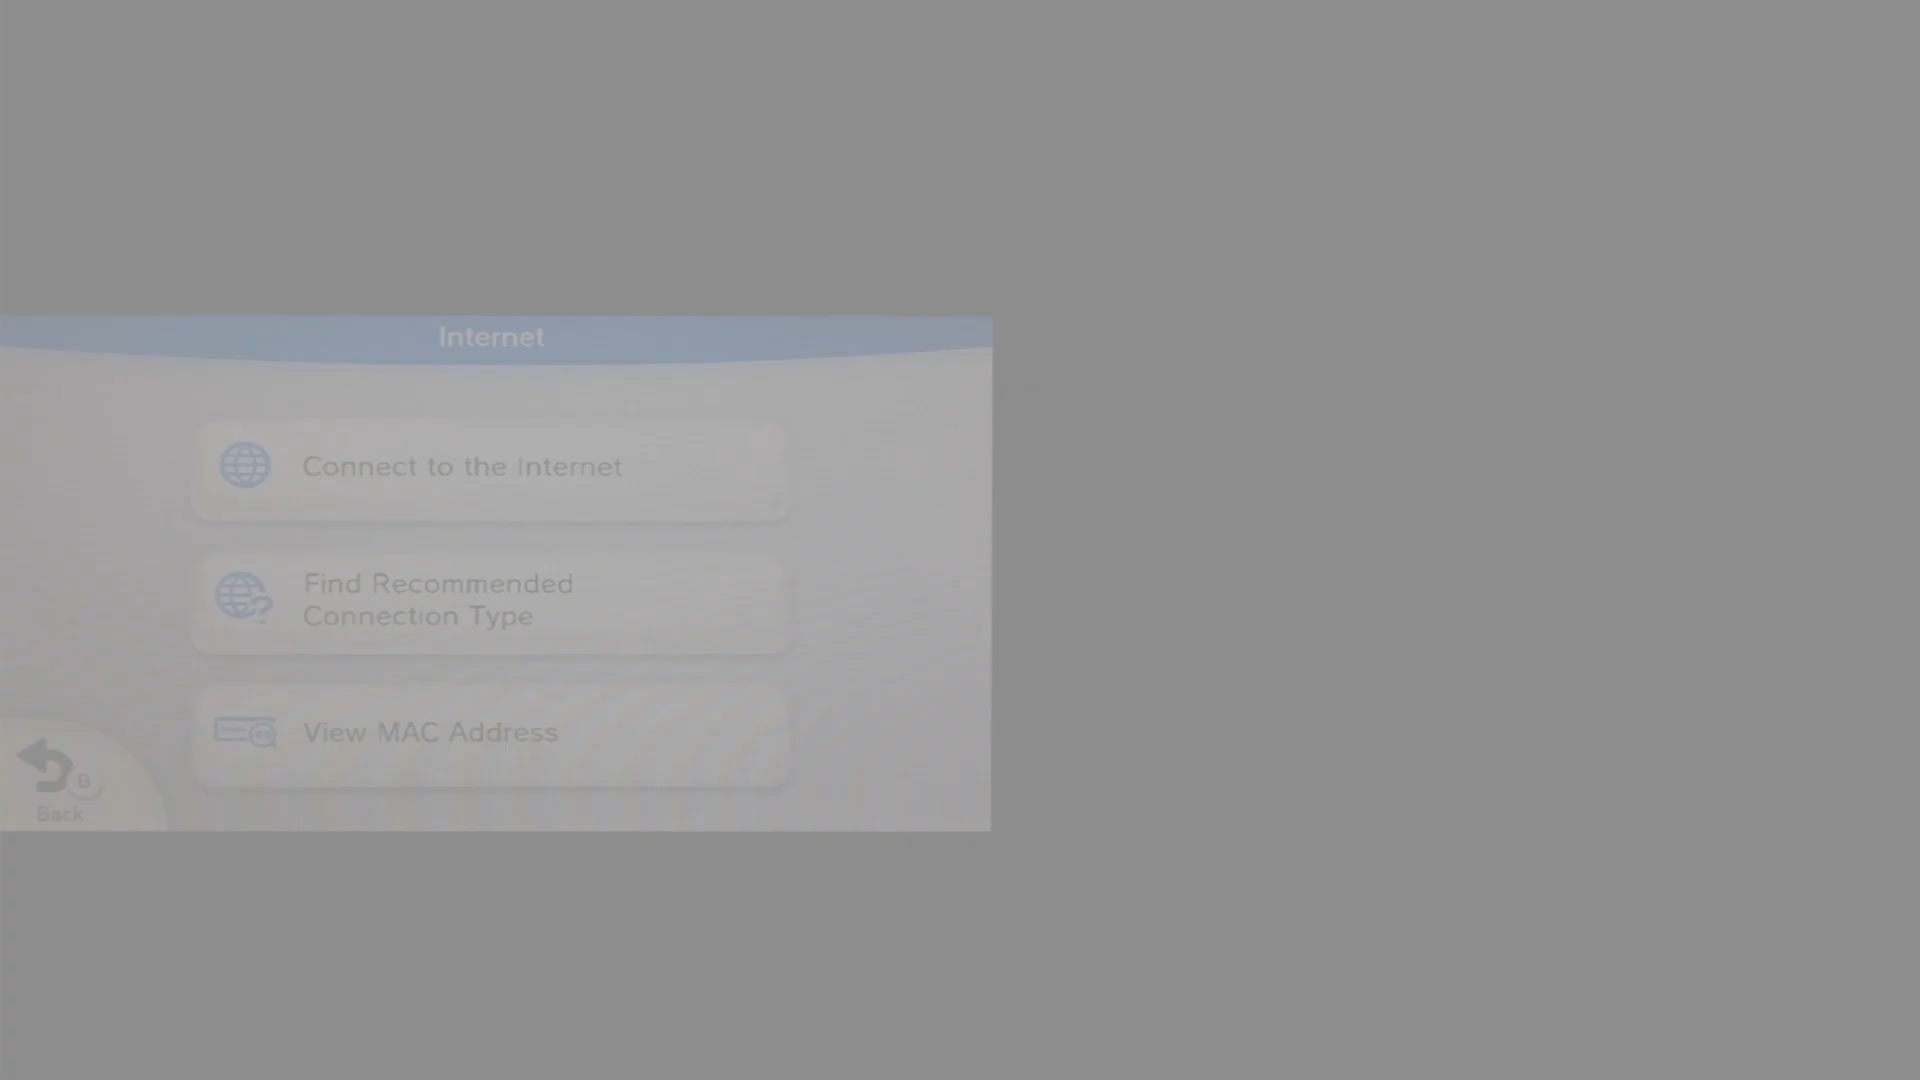 Internet
Connect to the Internet
Find Recommended
Connection Type
View MAC Address
B
Back